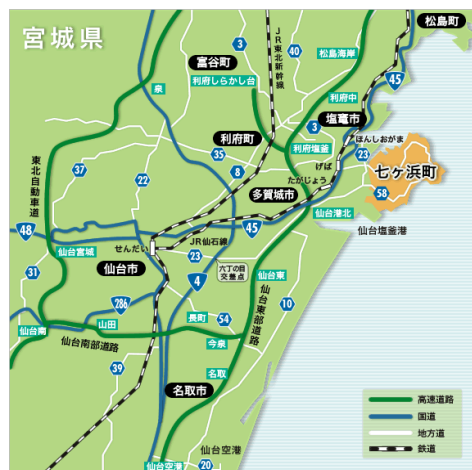 宮城県
松島町
松島海岸
3
40
JR東北新幹線
富谷町
泉
利府しらかし台
45
利府中
塩竈市
3
ほんしおがま
利府町
利府塩釜
35
23
げば
七ヶ浜町
37
東北自動車道
22
8
たがじょう
多賀城市
58
仙台港北
仙台塩釜港
48
45
JR仙石線
せんだい
仙台宮城
23
仙台市
六丁の目
交差点
仙台東
31
4
286
10
仙台東部道路
長町
54
山田
仙台南
今泉
仙台南部道路
39
名取
名取市
仙台空港
仙台空港
20
高速道路
国道
地方道
鉄道